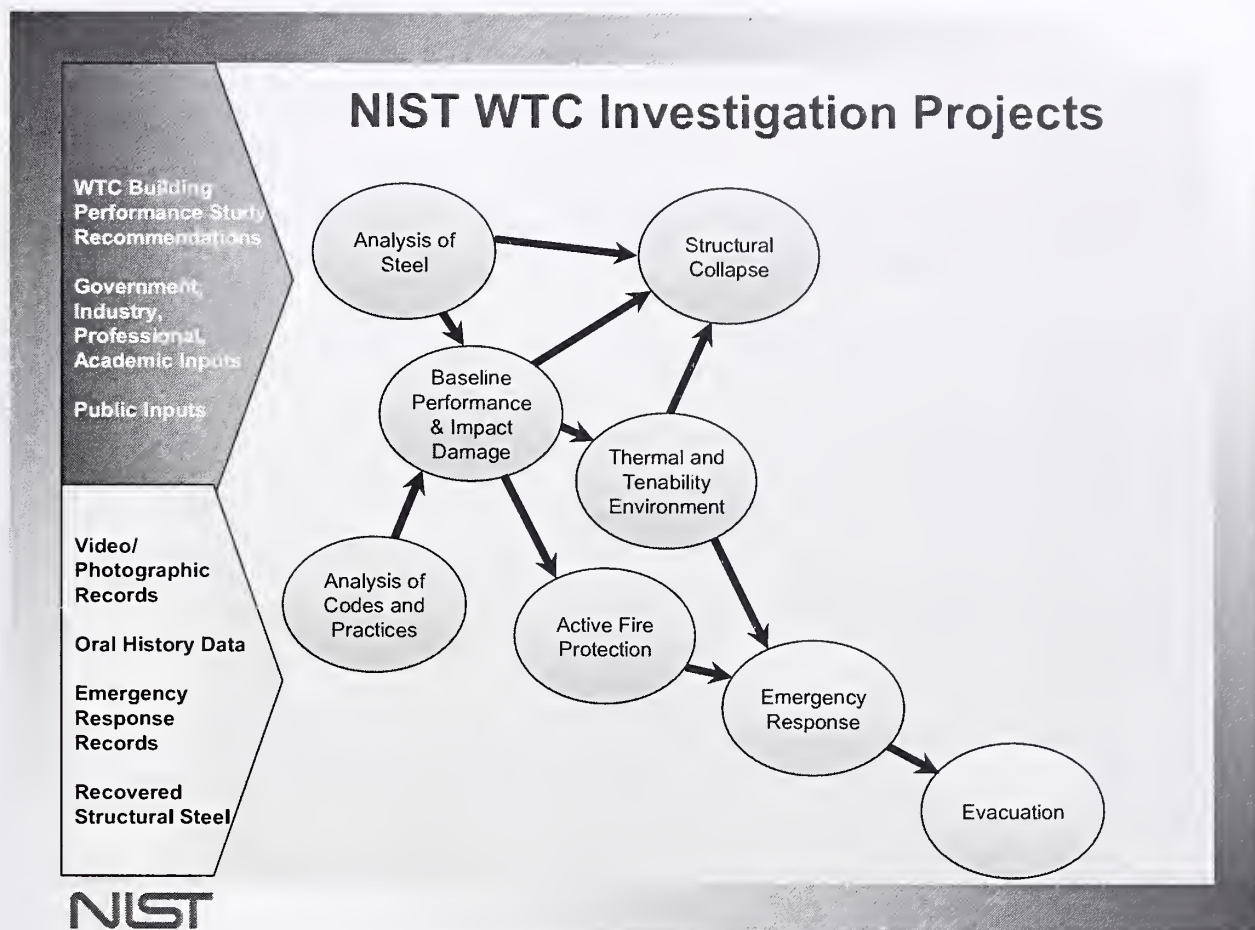 NIST WTC Investigation Projects
WTC Building
Performance Study
Recommendations
Government,
Industry,
Professional,
Academic Inputs
Public Inputs
Video/
Photographic
Records
Oral History Data
Emergency
Response
Records
Recovered
Structural Steel
Analysis of
Steel
Structural
Collapse
Baseline
Performance
& Impact
Damage
Thermal and
Tenability
Environment
Analysis of
Codes and
Practices
Active Fire
Protection
Emergency
Response
Evacuation
NIST